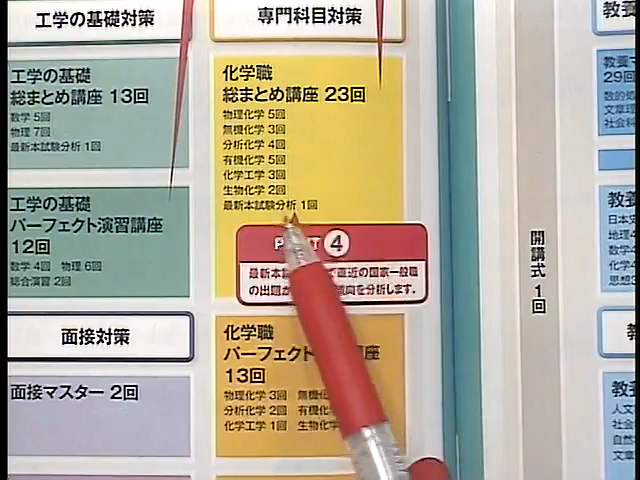 工学の基礎対策
専門科目対策
工学の基礎
総まとめ講座 13回
数学 5回
物理 7回
最新本試験分析 1回
工学の基礎
パーフェクト演習講座
12回
数学 4回 物理 6回
総合演習 2回
面接対策
面接マスター 2回
化学職
総まとめ講座 23回
物理化学 5回
無機化学 3回
分析化学 4回
有機化学 5回
化学工学 3回
生物化学 2回
最新本試験分析 1回
4
最新本試
で直近の国家一般職
の出題
傾向を分析します。
化学職
パーフェクト
講座
13回
物理化学 3回 無機化
分析化学 2回 有機化
化学工学 1回 生物化
開講式 1回
教養
教養
29回
数的処
文章理
社会科
教養
日本
地理
数学
化学
思想
教養
人文
社会
自然
文章